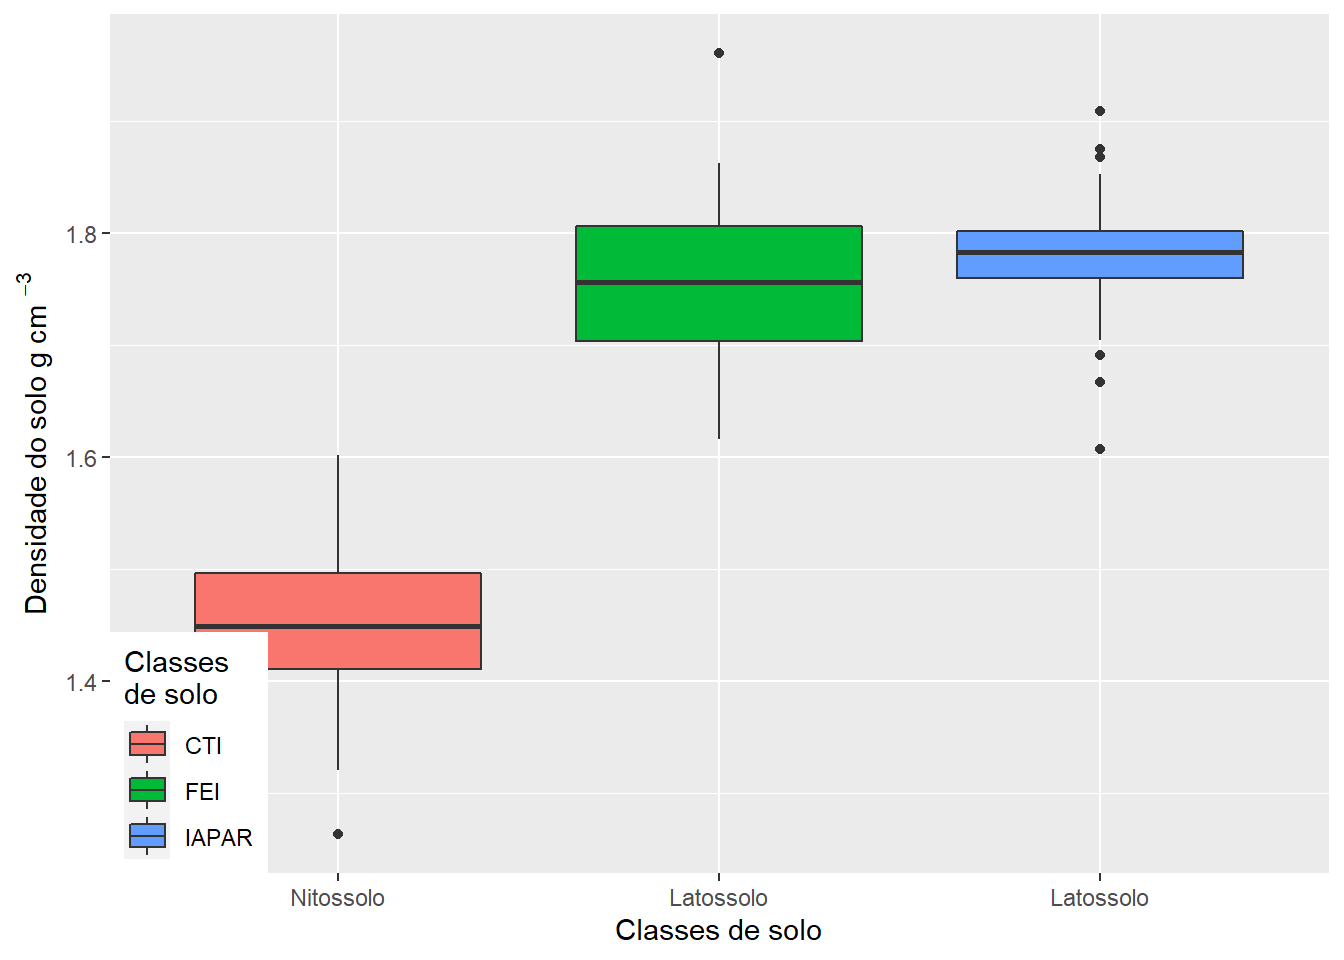 Densidade do solo g cm −3
1.8
1.6
1.4
Classes
de solo
CTI
FEI
IAPAR
Nitossolo Latossolo Latossolo
Classes de solo